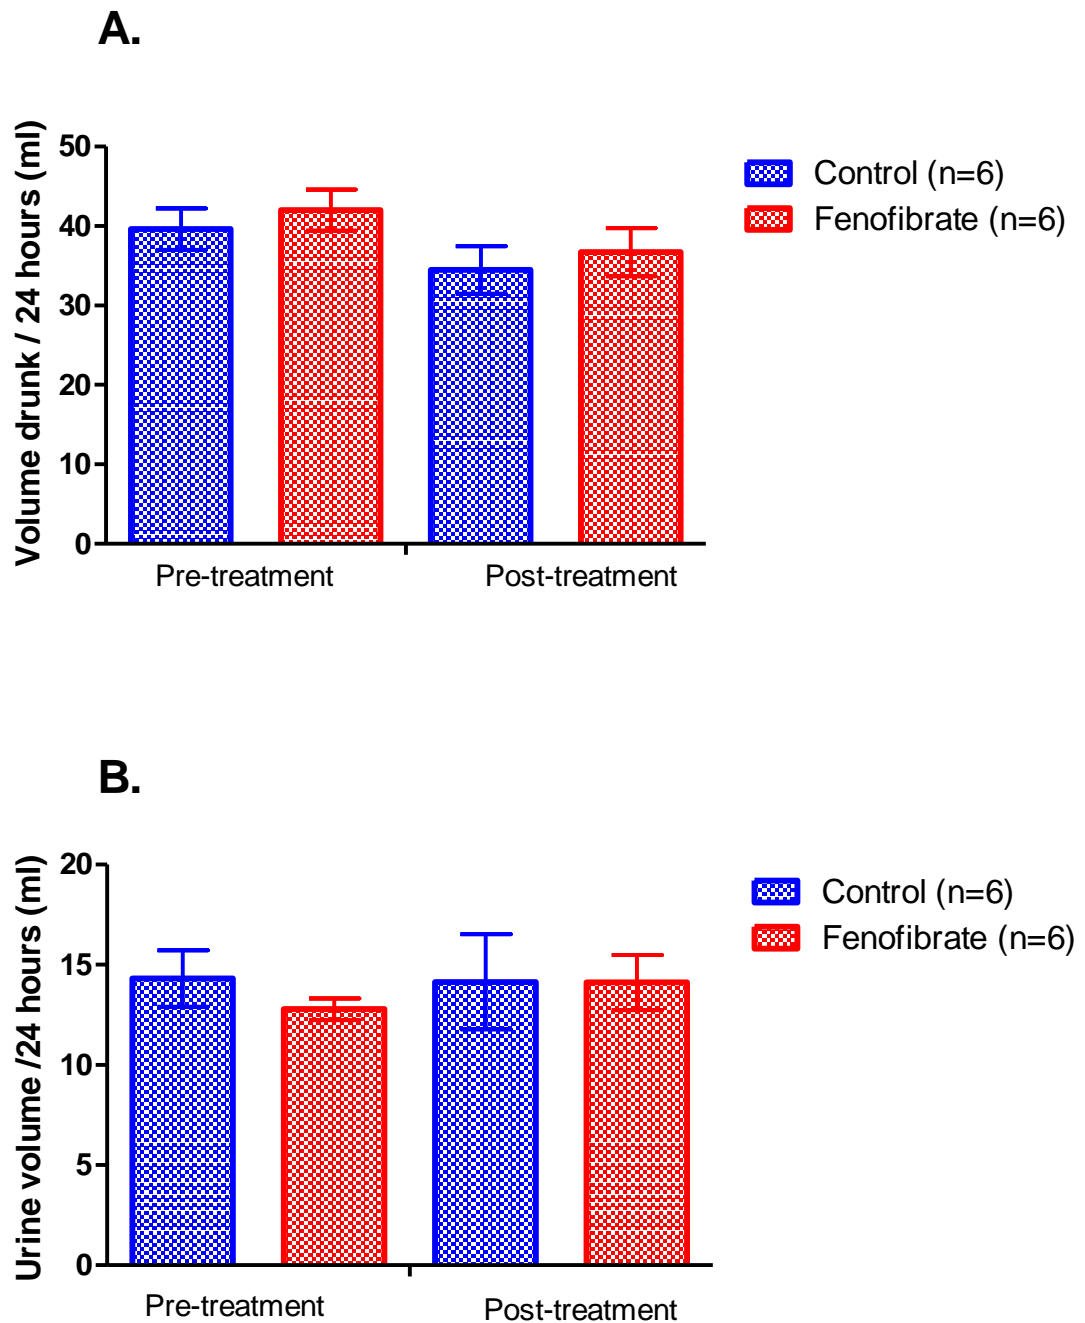 A.
Volume drunk / 24 hours (ml)
50
40
30
20
10
0
Pre-treatment
Post-treatment
Control (n=6)
Fenofibrate (n=6)
B.
Urine volume /24 hours (ml)
20
15
10
5
0
Pre-treatment
Post-treatment
Control (n=6)
Fenofibrate (n=6)